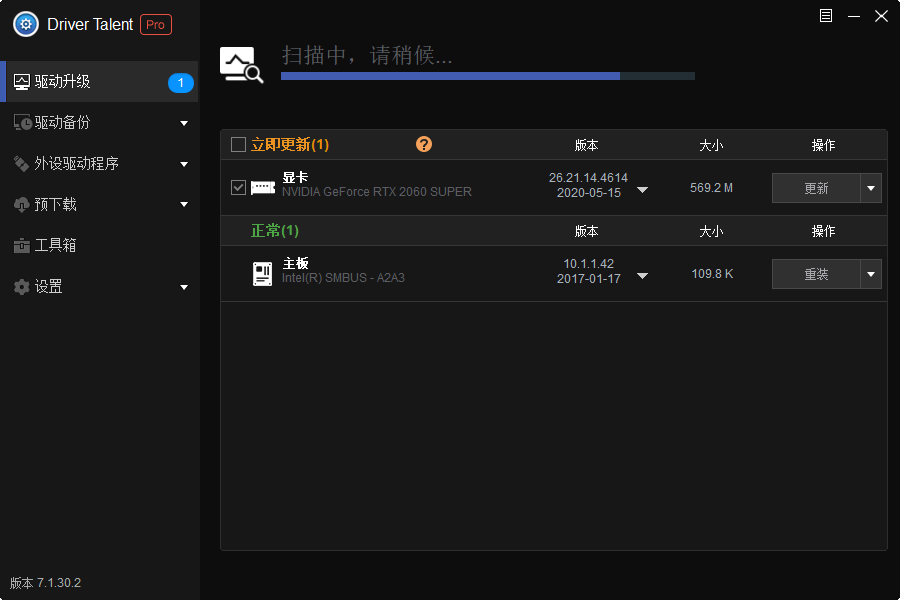 Driver Talent Pro
扫描中，请稍候...
驱动升级 1
驱动备份
外设驱动程序
预下载
工具箱
设置
版本 7.1.30.2
立即更新(1) ? 版本 大小 操作
显卡
NVIDIA GeForce RTX 2060 SUPER
26.21.14.4614
2020-05-15
569.2 M
更新
正常(1) 版本 大小 操作
主板
Intel(R) SMBUS - A2A3
10.1.1.42
2017-01-17
109.8 K
重装